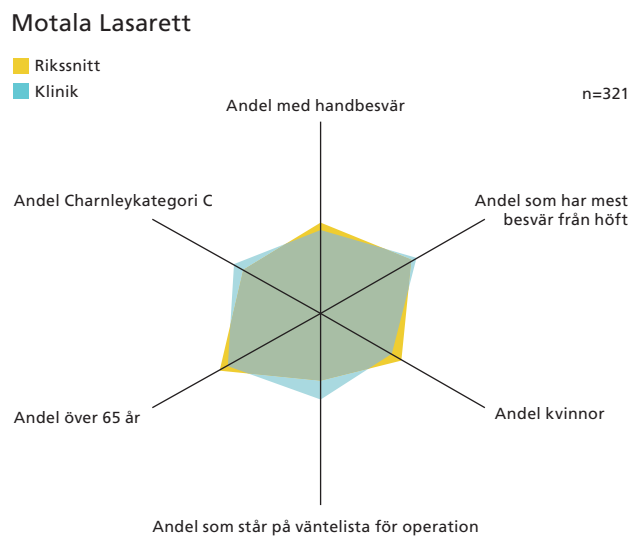 Motala Lasarett
Rikssnitt
Klinik
n=321
Andel med handbesvär
Andel Charnleykategori C
Andel som har mest
besvär från höft
Andel över 65 år
Andel kvinnor
Andel som står på väntelista för operation